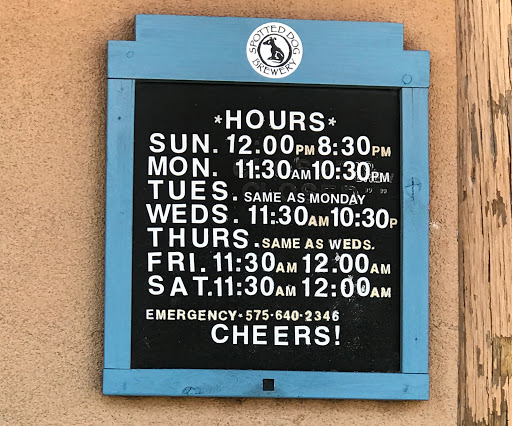 SPOTTED DOG
BREWERY
*HOURS*
SUN. 12.00PM 8:30PM
MON. 11:30AM 10:30PM
TUES. SAME AS MONDAY
WEDS. 11:30AM 10:30P
THURS. SAME AS WEDS.
FRI. 11:30AM 12.00AM
SAT. 11:30AM 12:00AM
EMERGENCY-575-640-2346
CHEERS!